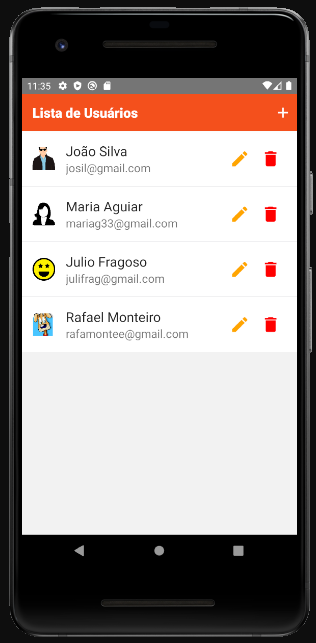 11:35
Lista de Usuários
+
João Silva
josil@gmail.com
Maria Aguiar
mariag33@gmail.com
Julio Fragoso
julifrag@gmail.com
Rafael Monteiro
rafamontee@gmail.com